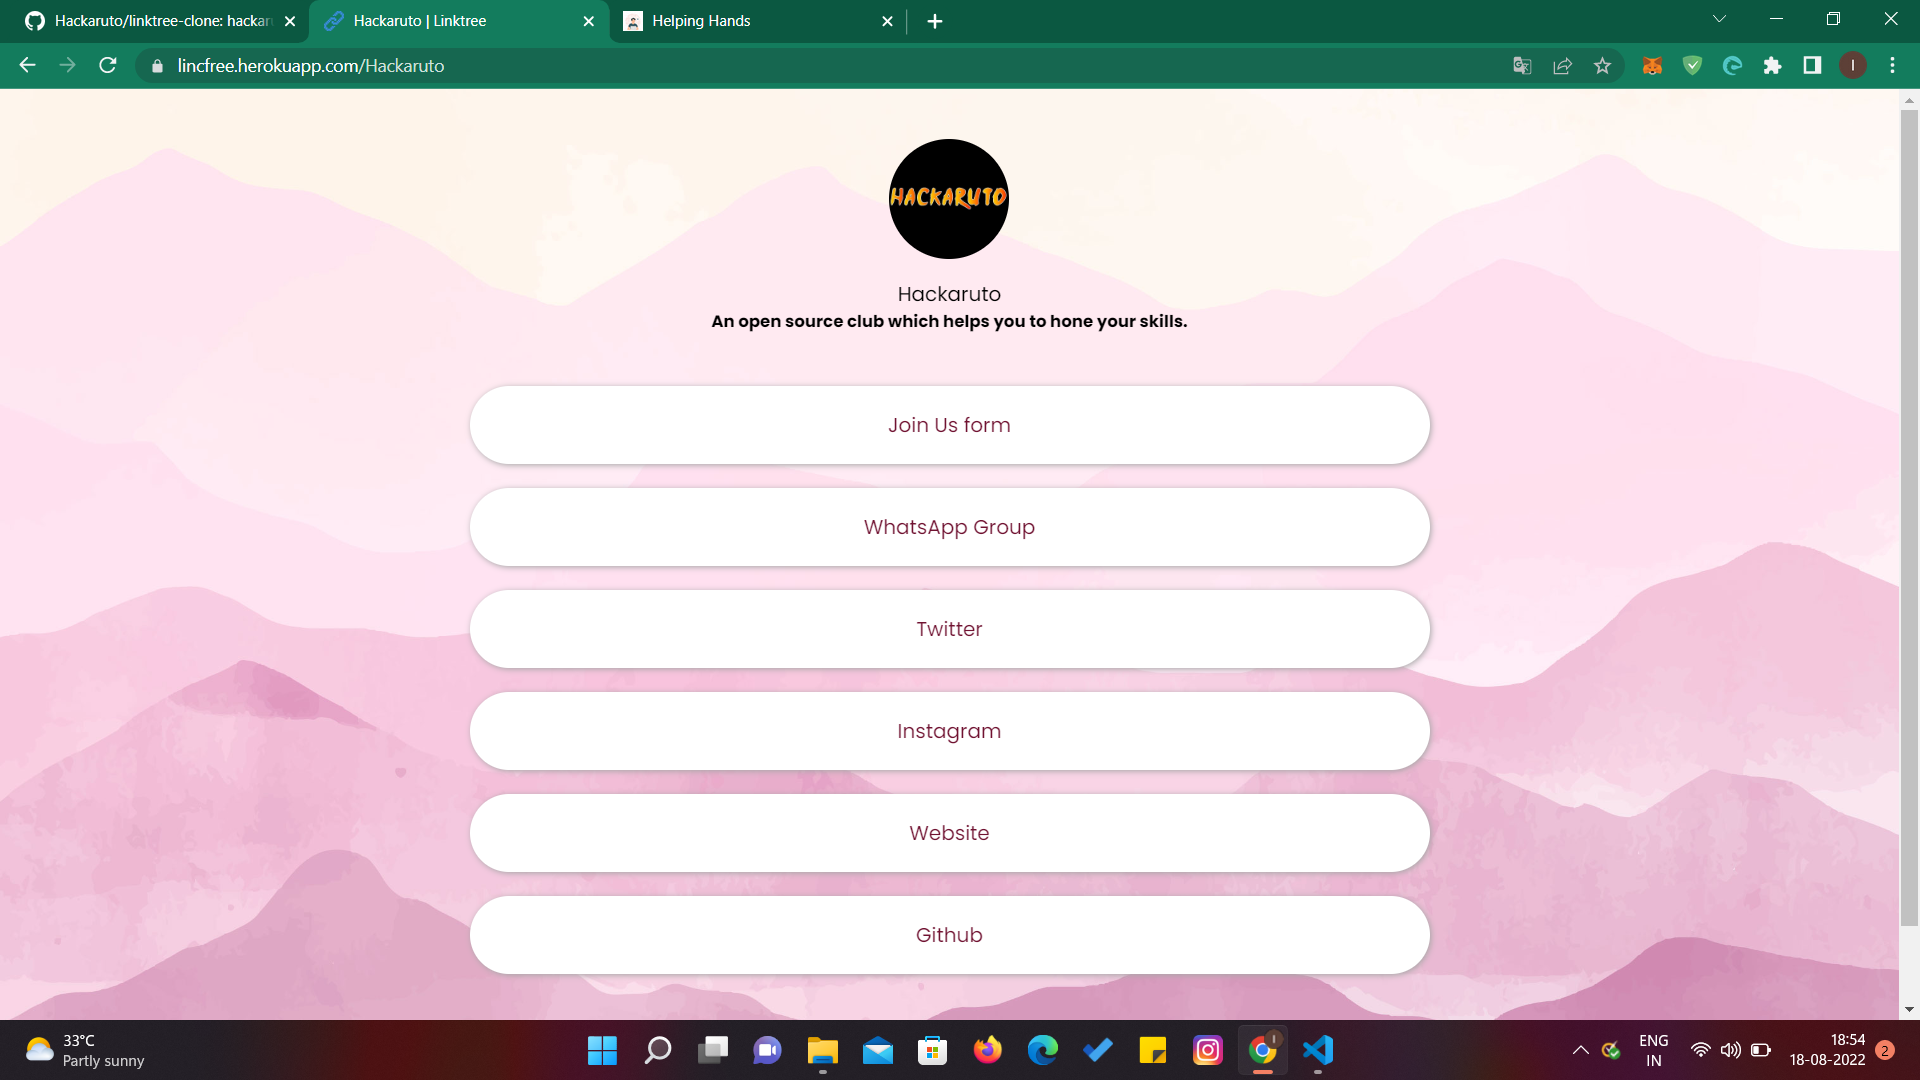 Hackaruto/linktree-clone: hackar
Hackaruto | Linktree
Helping Hands
lincfree.herokuapp.com/Hackaruto
I
HACKARUTO
Hackaruto
An open source club which helps you to hone your skills.
Join Us form
WhatsApp Group
Twitter
Instagram
Website
Github
33°C
Partly sunny
ENG
IN
18:54
18-08-2022
2